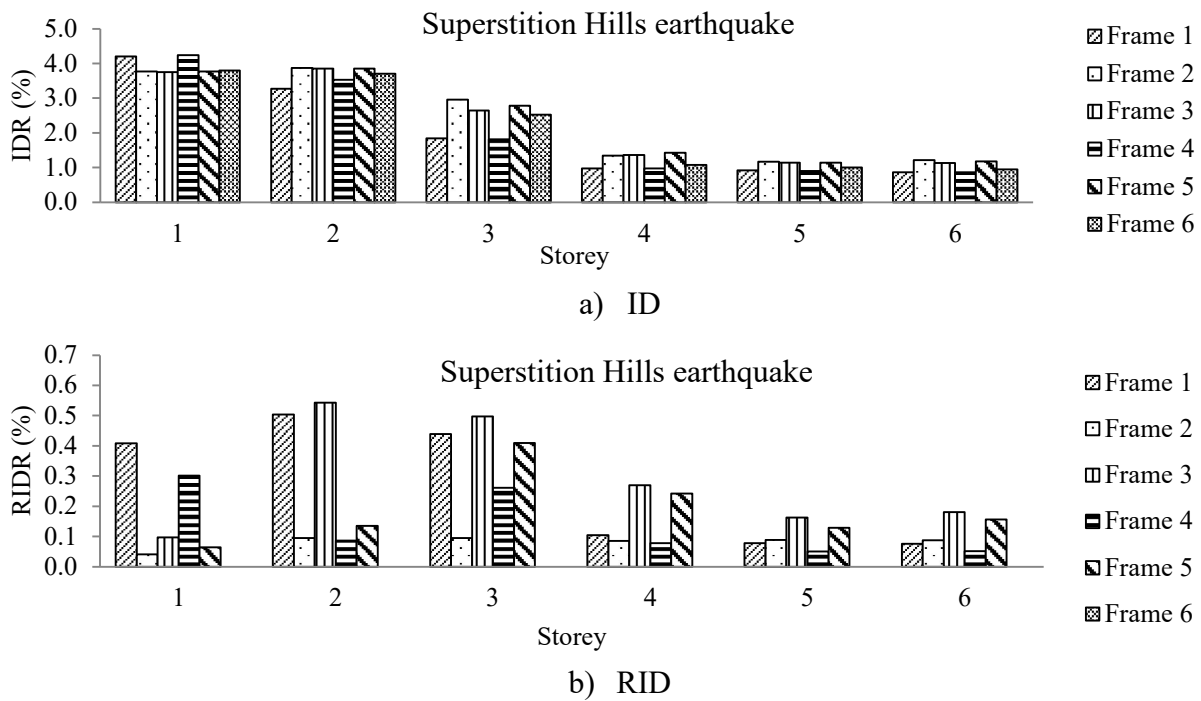 Superstition Hills earthquake
IDR (%)
5.0
4.0
3.0
2.0
1.0
0.0
1 2 3 4 5 6
Storey
Frame 1
Frame 2
Frame 3
Frame 4
Frame 5
Frame 6
a) ID
Superstition Hills earthquake
RIDR (%)
0.7
0.6
0.5
0.4
0.3
0.2
0.1
0.0
1 2 3 4 5 6
Storey
Frame 1
Frame 2
Frame 3
Frame 4
Frame 5
Frame 6
b) RID